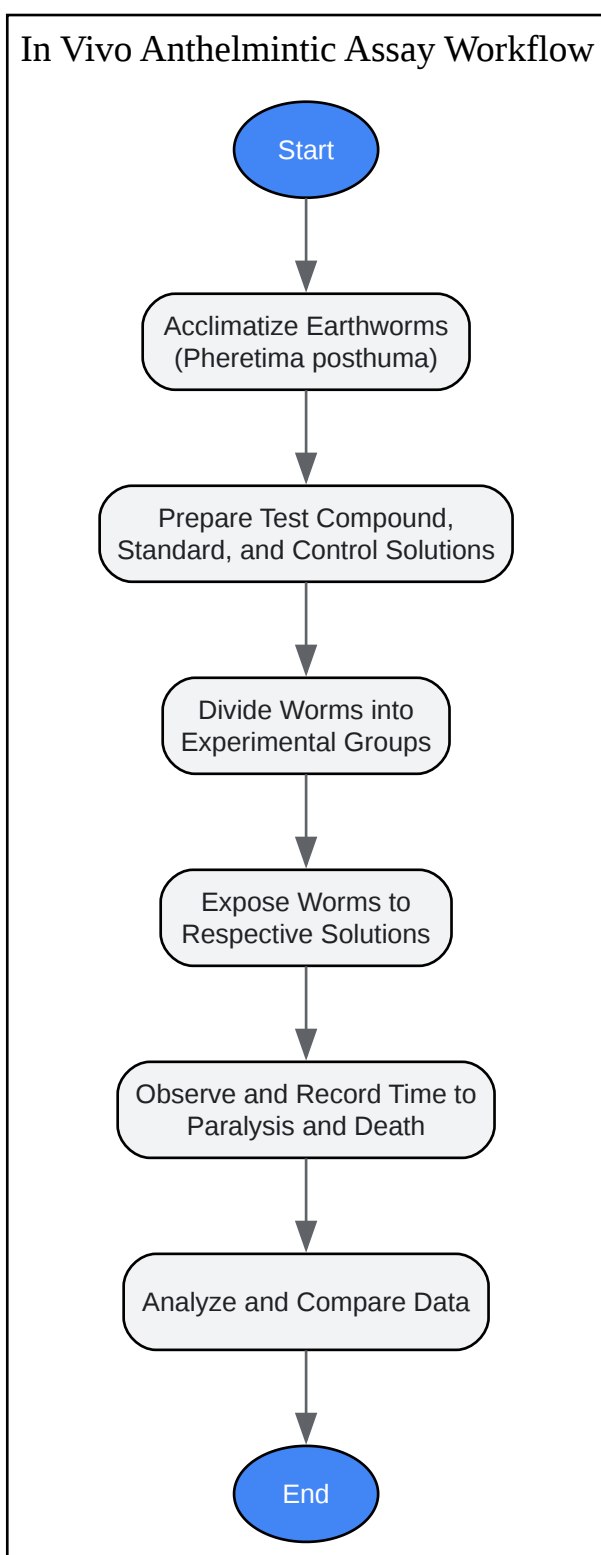 In Vivo Anthelmintic Assay Workflow
Start
Acclimatize Earthworms
(Pheretima posthuma)
Prepare Test Compound,
Standard, and Control Solutions
Divide Worms into
Experimental Groups
Expose Worms to
Respective Solutions
Observe and Record Time to
Paralysis and Death
Analyze and Compare Data
End